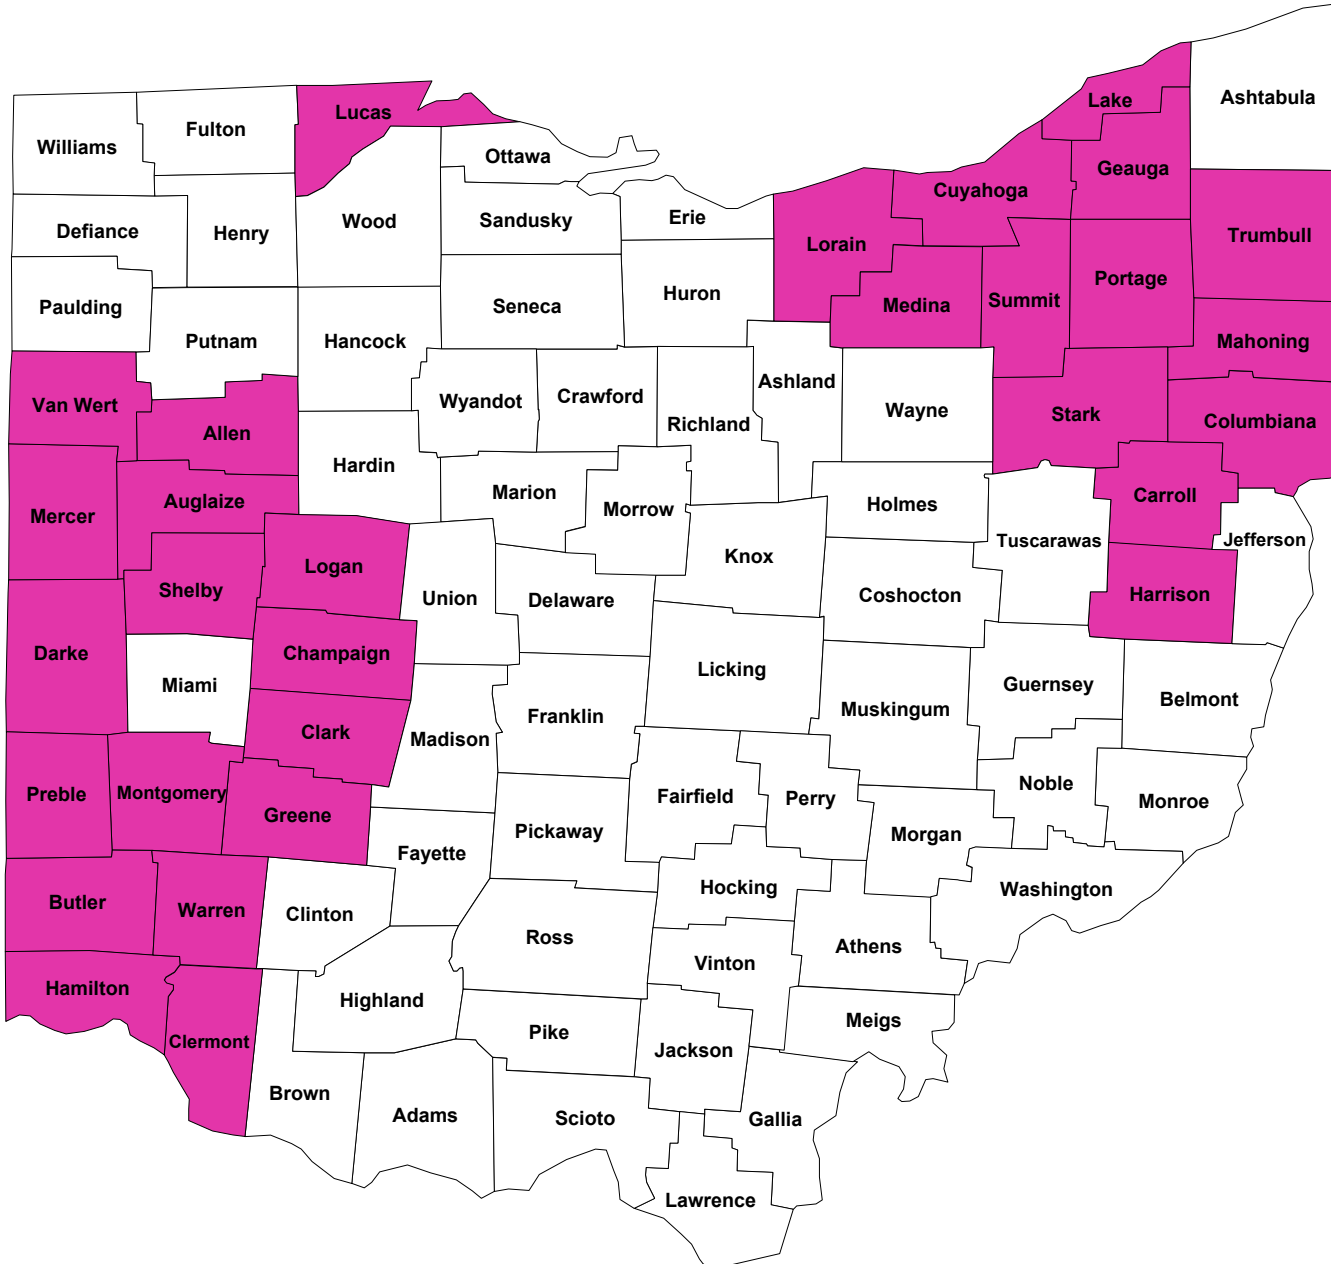 Lake
Ashtabula
Lucas
Fulton
Williams
Ottawa
Geauga
Cuyahoga
Erie
Sandusky
Wood
Defiance
Henry
Lorain
Trumbull
Portage
Huron
Summit
Medina
Seneca
Paulding
Putnam
Hancock
Mahoning
Ashland
Crawford
Wyandot
Van Wert
Wayne
Stark
Columbiana
Richland
Allen
Hardin
Marion
Carroll
Auglaize
Holmes
Morrow
Mercer
Tuscarawas
Jefferson
Knox
Logan
Shelby
Harrison
Coshocton
Union
Delaware
Darke
Champaign
Licking
Miami
Guernsey
Belmont
Muskingum
Franklin
Clark
Madison
Noble
Preble
Montgomery
Fairfield
Perry
Monroe
Greene
Pickaway
Morgan
Fayette
Hocking
Washington
Butler
Warren
Clinton
Ross
Athens
Vinton
Hamilton
Highland
Meigs
Pike
Clermont
Jackson
Brown
Adams
Scioto
Gallia
Lawrence